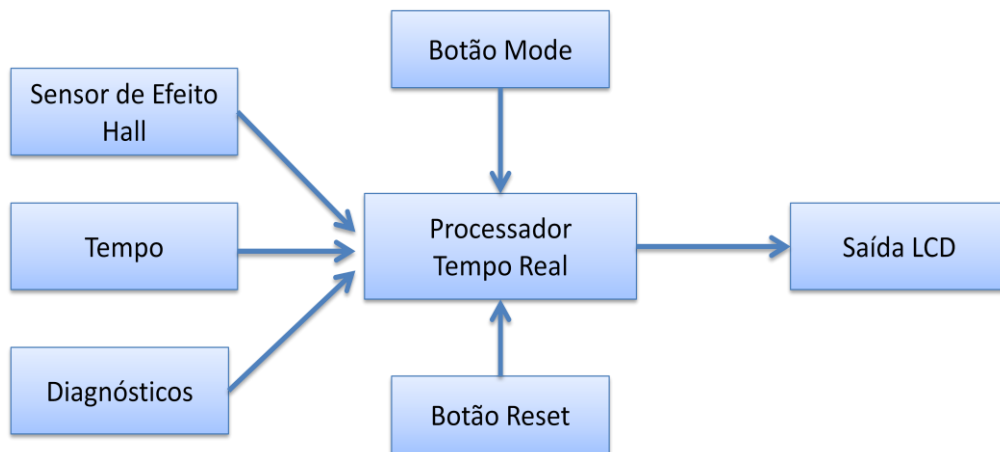 Botão Mode
Sensor de Efeito
Hall
Tempo
Processador
Tempo Real
Saída LCD
Diagnósticos
Botão Reset